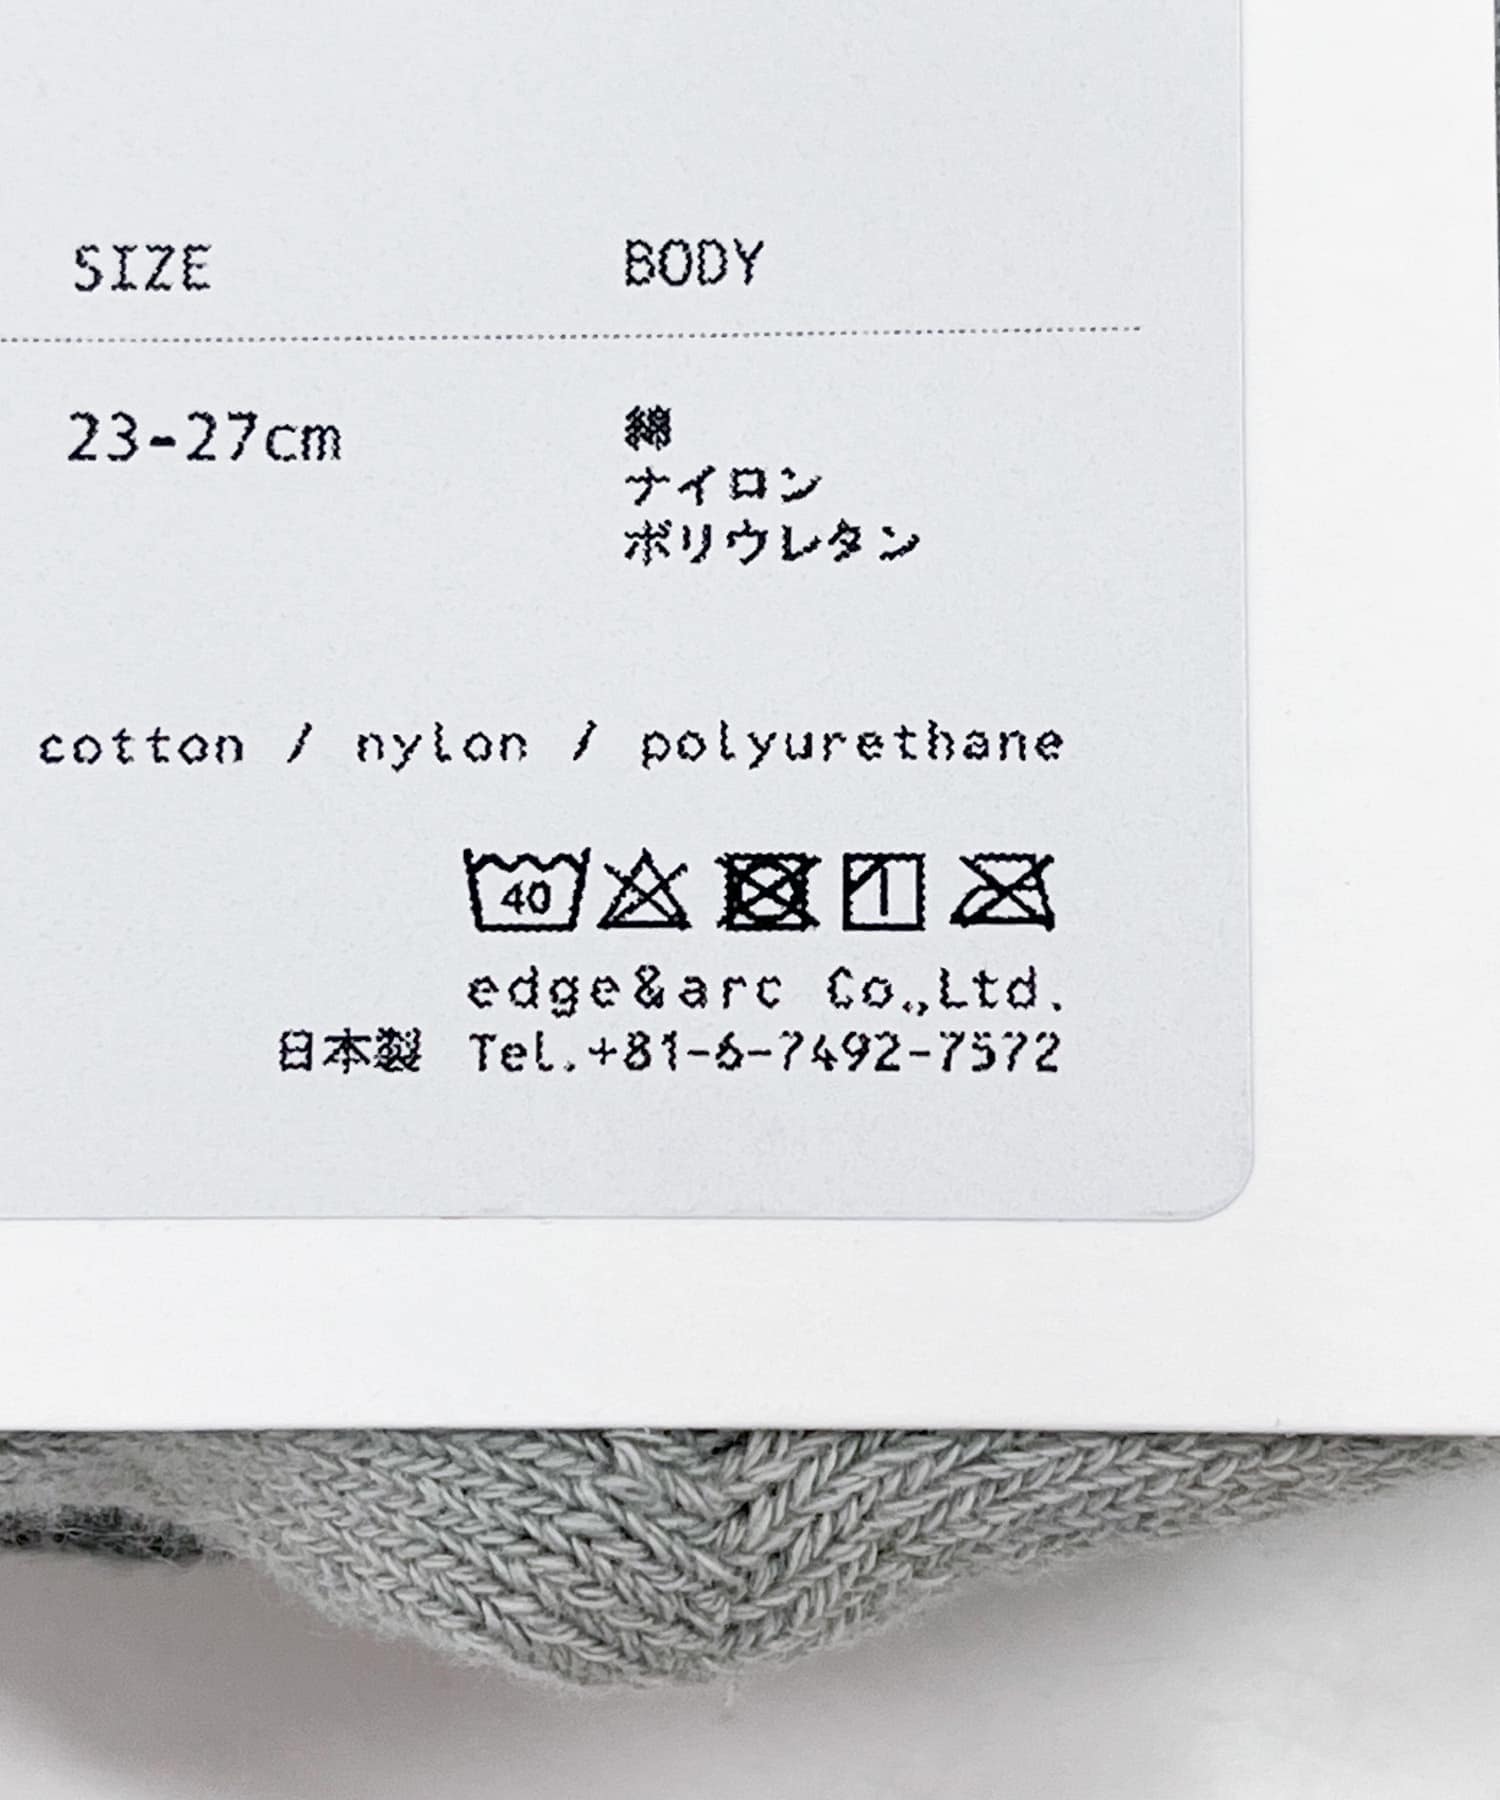 SIZE BODY
23-27cm 綿
ナイロン
ポリウレタン
cotton / nylon / polyurethane
40
edge&arc Co.,Ltd.
日本製 Tel.+81-6-7492-7572